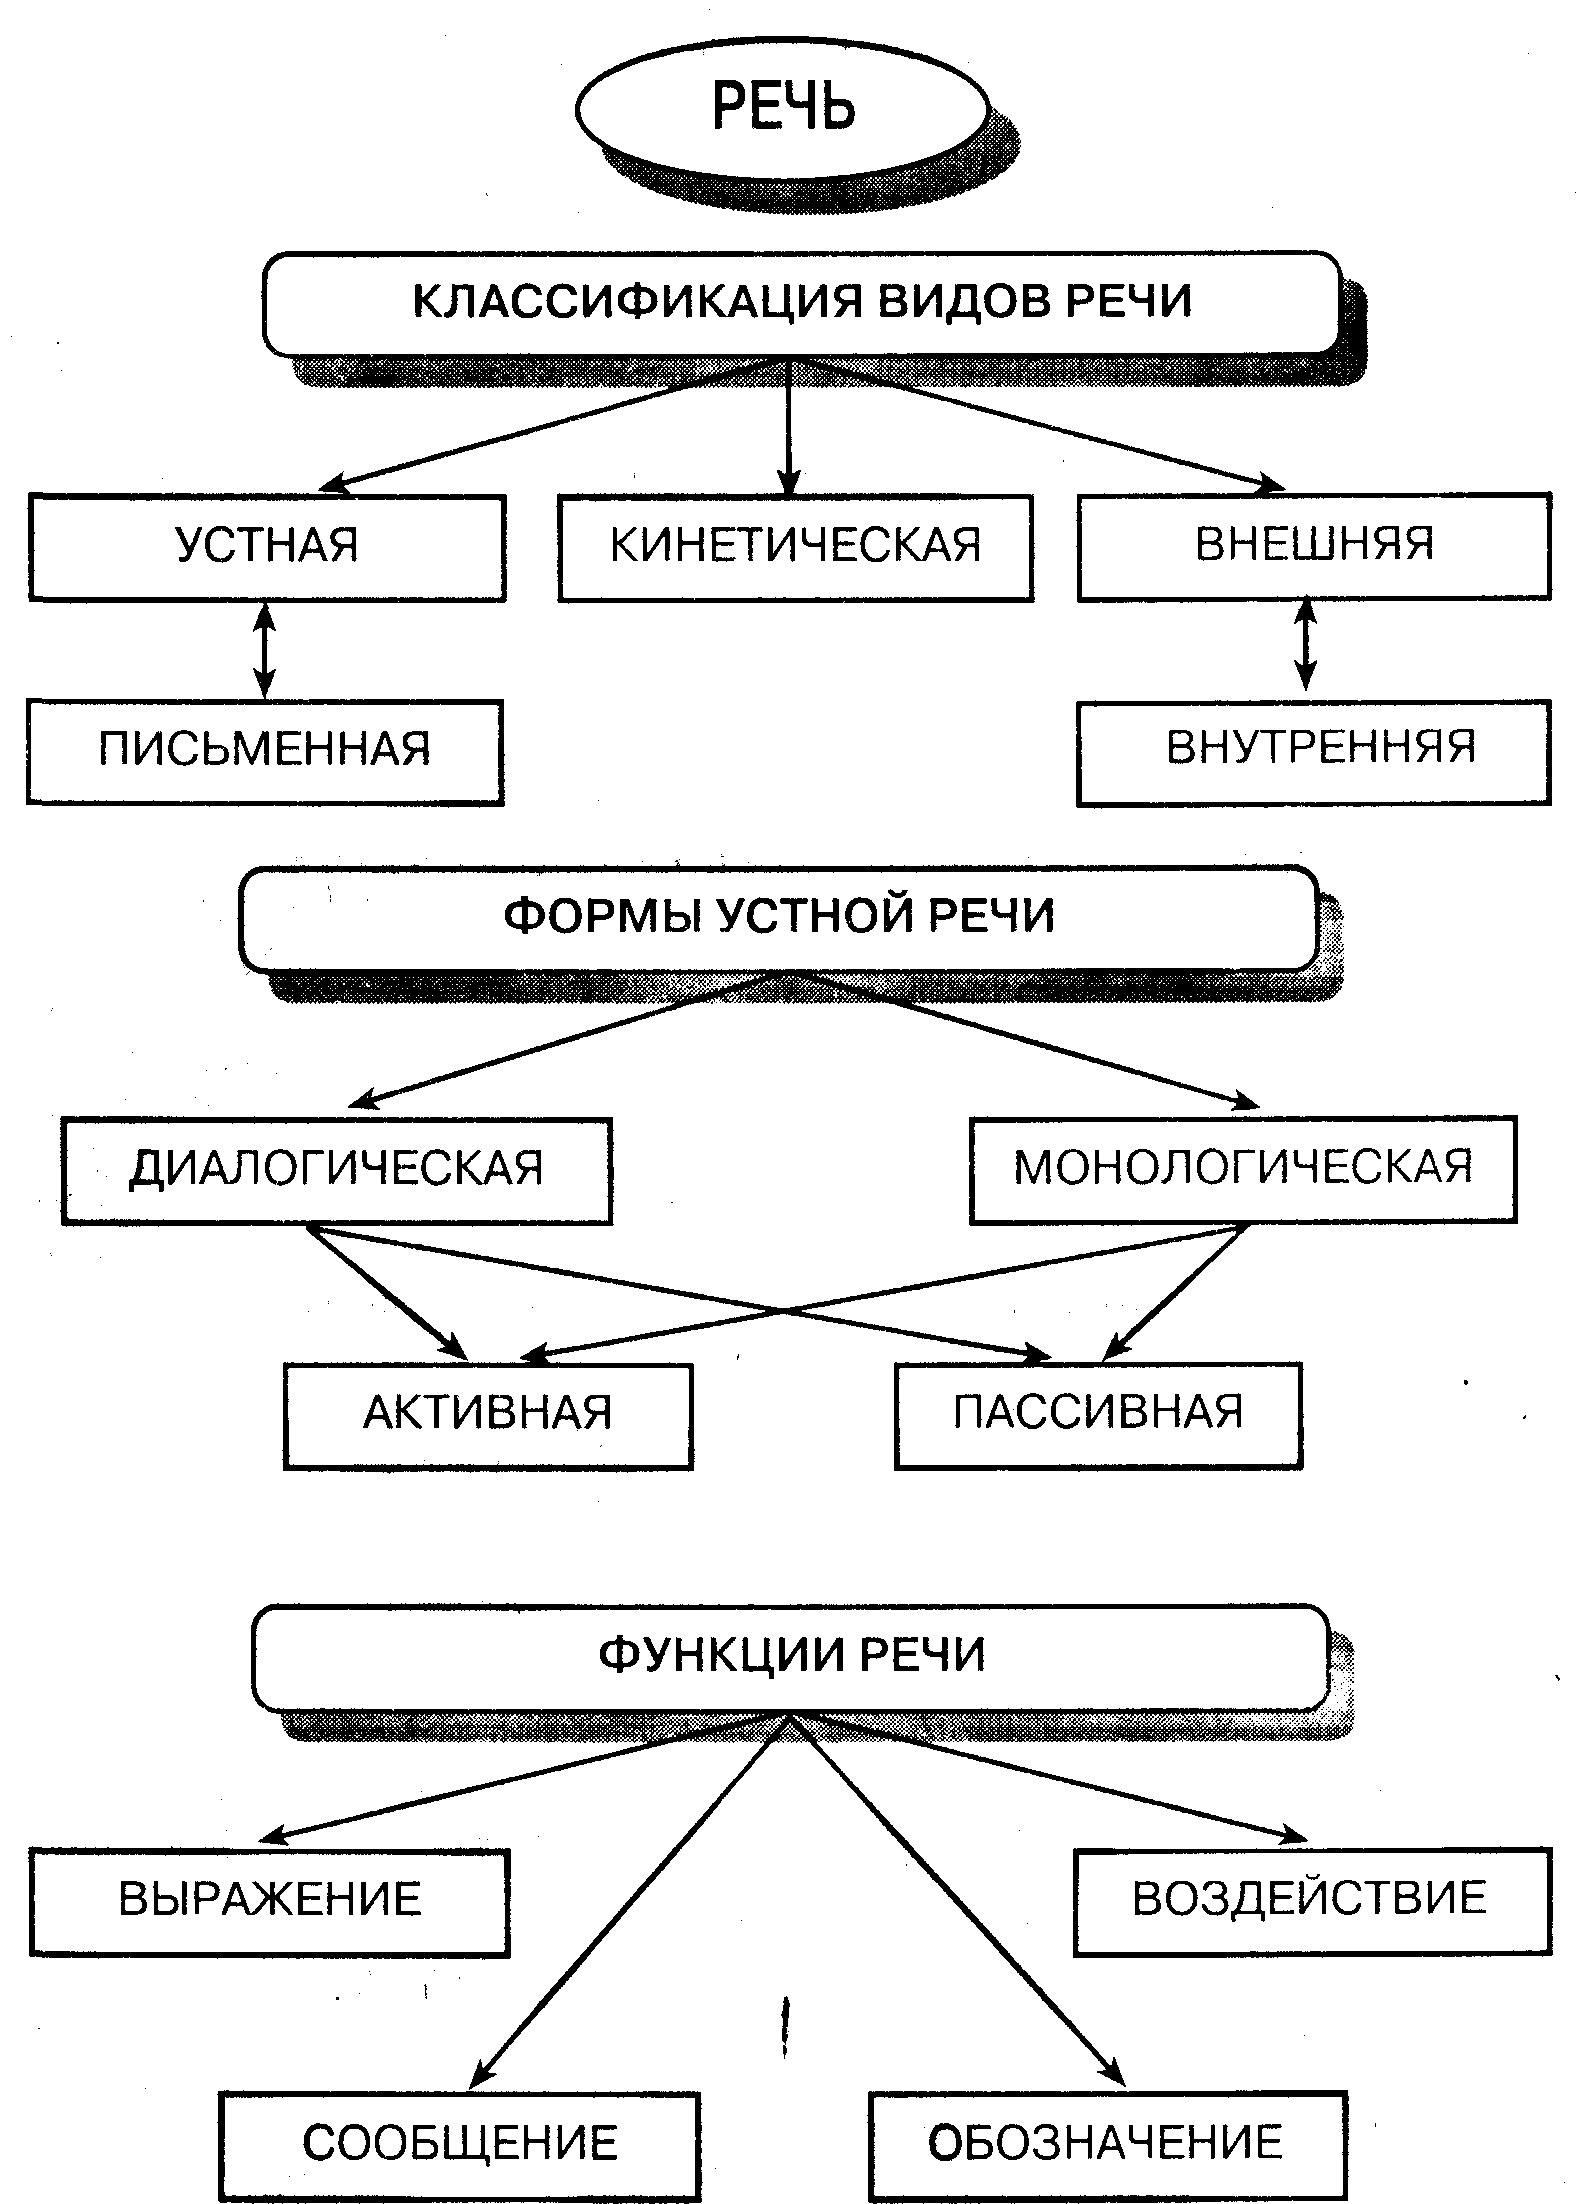 РЕЧЬ
КЛАССИФИКАЦИЯ ВИДОВ РЕЧИ
УСТНАЯ
КИНЕТИЧЕСКАЯ
ВНЕШНЯЯ
ПИСЬМЕННАЯ
ВНУТРЕННЯЯ
ФОРМЫ УСТНОЙ РЕЧИ
ДИАЛОГИЧЕСКАЯ
МОНОЛОГИЧЕСКАЯ
АКТИВНАЯ
ПАССИВНАЯ
ФУНКЦИИ РЕЧИ
ВЫРАЖЕНИЕ
ВОЗДЕЙСТВИЕ
СООБЩЕНИЕ
ОБОЗНАЧЕНИЕ